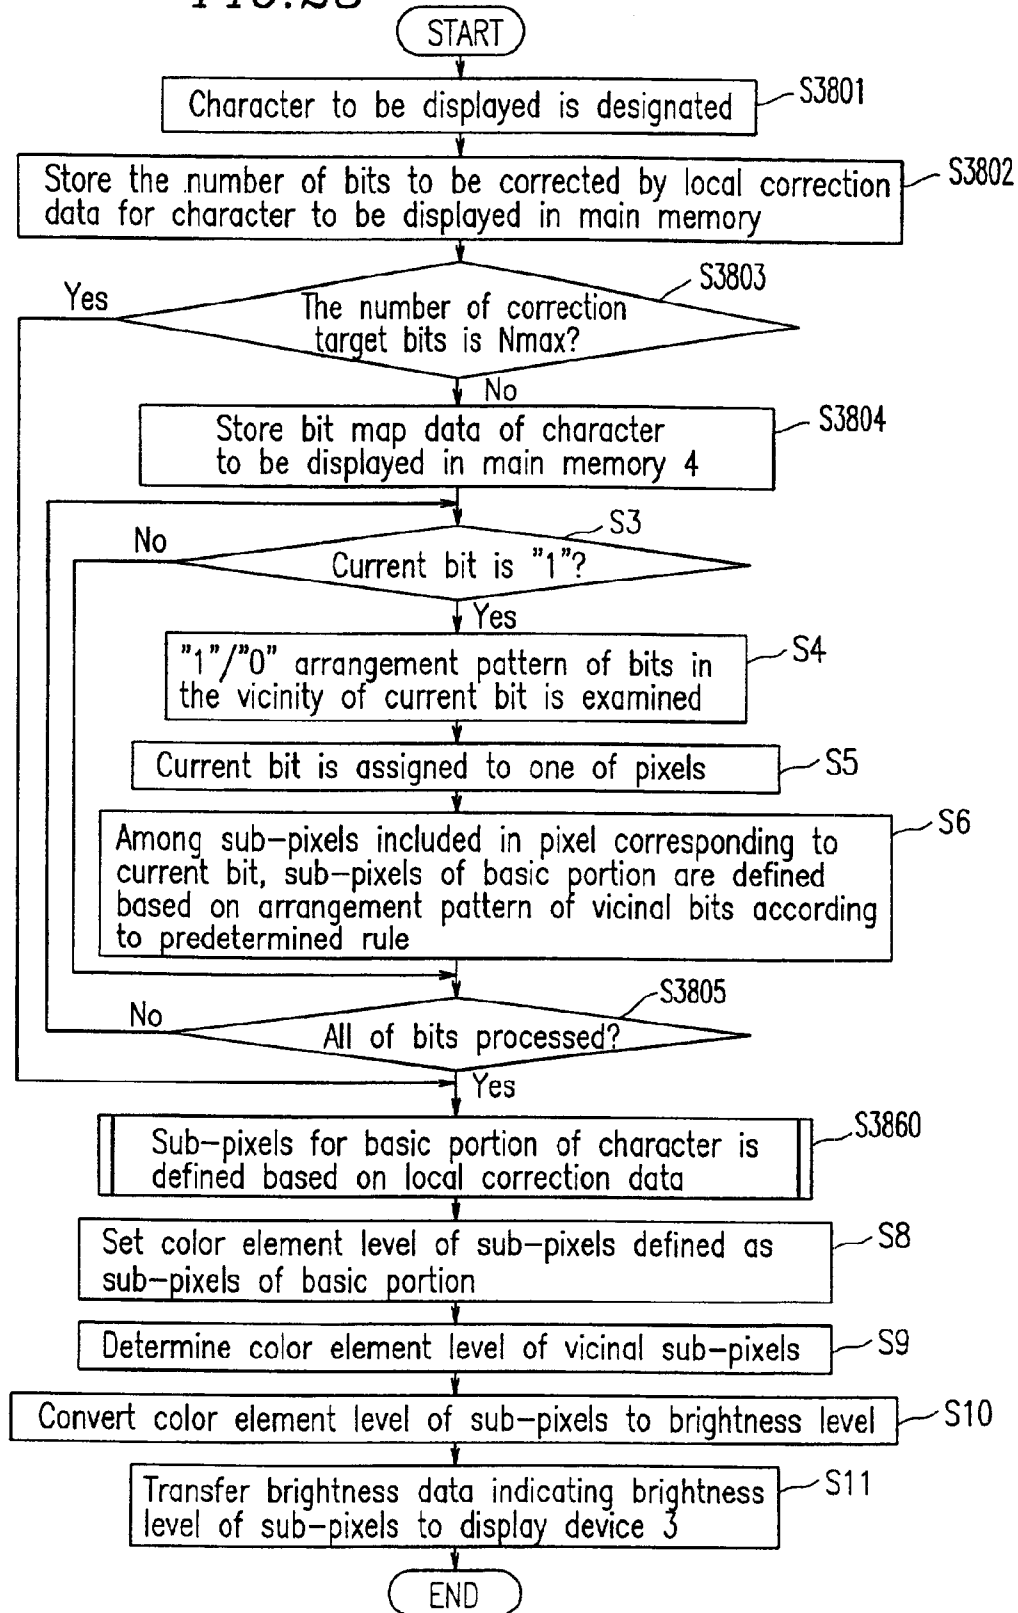 START
Character to be displayed is designated
S3801
Store the number of bits to be corrected by local correction
data for character to be displayed in main memory
S3802
The number of correction
target bits is Nmax?
S3803
Yes
No
Store bit map data of character
to be displayed in main memory 4
S3804
Current bit is "1"?
S3
No
Yes
"1"/"0" arrangement pattern of bits in
the vicinity of current bit is examined
S4
Current bit is assigned to one of pixels
S5
Among sub-pixels included in pixel corresponding to
current bit, sub-pixels of basic portion are defined
based on arrangement pattern of vicinal bits according
to predetermined rule
S6
All of bits processed?
S3805
No
Yes
Sub-pixels for basic portion of character is
defined based on local correction data
S3860
Set color element level of sub-pixels defined as
sub-pixels of basic portion
S8
Determine color element level of vicinal sub-pixels
S9
Convert color element level of sub-pixels to brightness level
S10
Transfer brightness data indicating brightness
level of sub-pixels to display device 3
S11
END